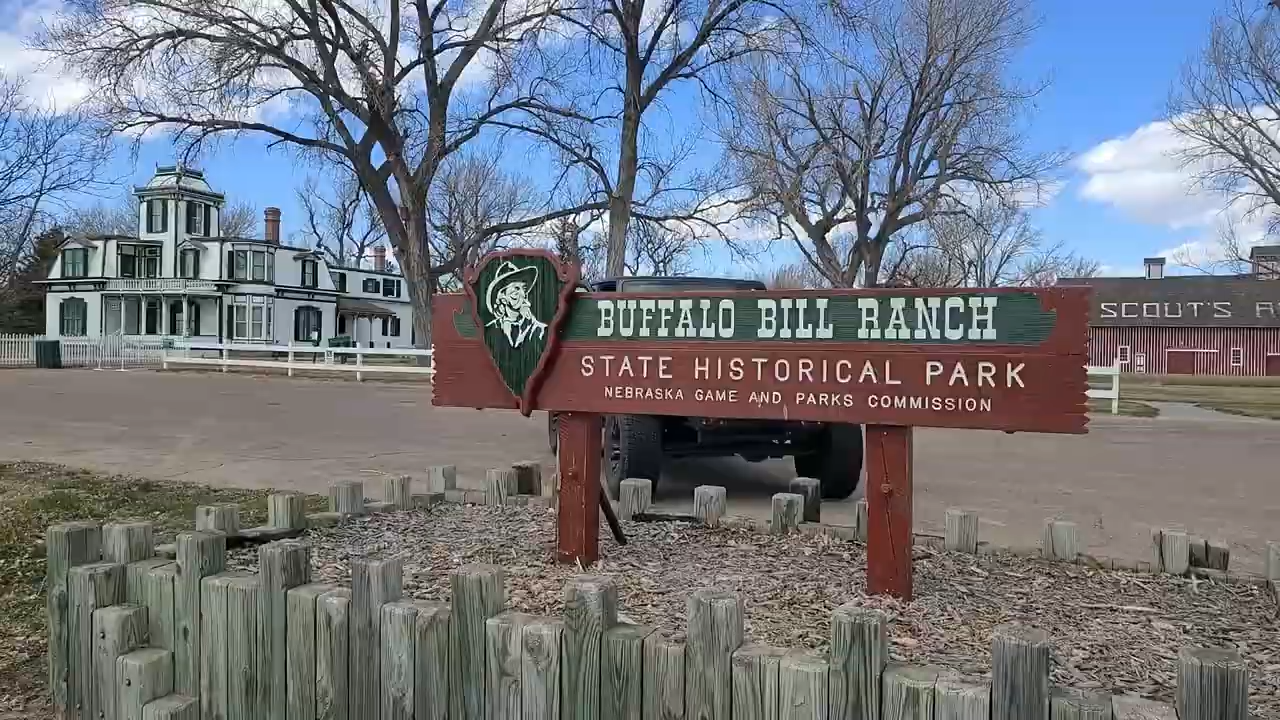 BUFFALO BILL RANCH
STATE HISTORICAL PARK
NEBRASKA GAME AND PARKS COMMISSION
SCOUT'S